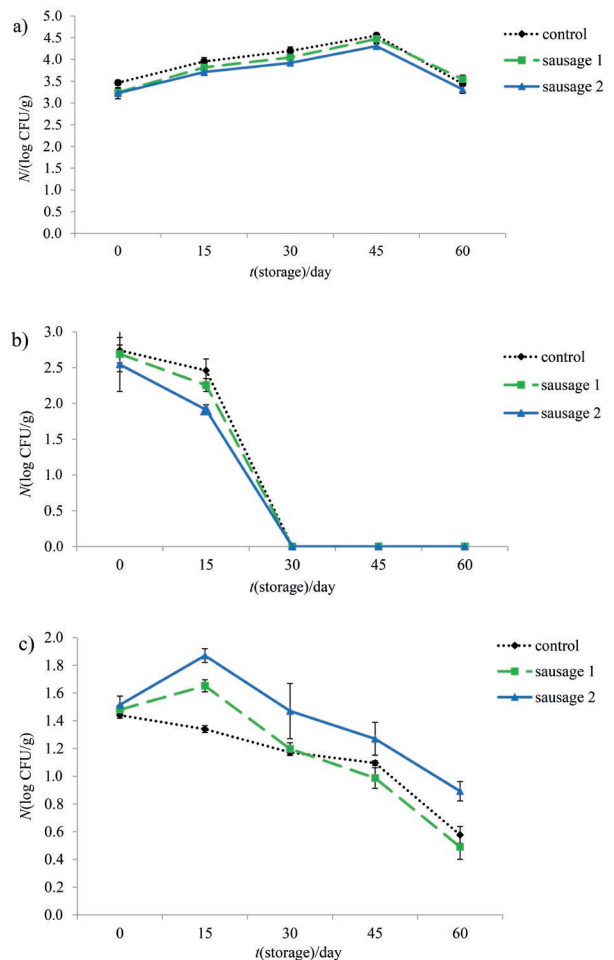 a)
5.0
4.5
4.0
3.5
3.0
2.5
2.0
1.5
1.0
0.5
0.0
N/(log CFU/g)
0 15 30 45 60
t(storage)/day
control
sausage 1
sausage 2
b)
3.0
2.5
2.0
1.5
1.0
0.5
0.0
N(log CFU/g)
0 15 30 45 60
t(storage)/day
control
sausage 1
sausage 2
c)
2.0
1.8
1.6
1.4
1.2
1.0
0.8
0.6
0.4
0.2
0.0
N(log CFU/g)
0 15 30 45 60
t(storage)/day
control
sausage 1
sausage 2